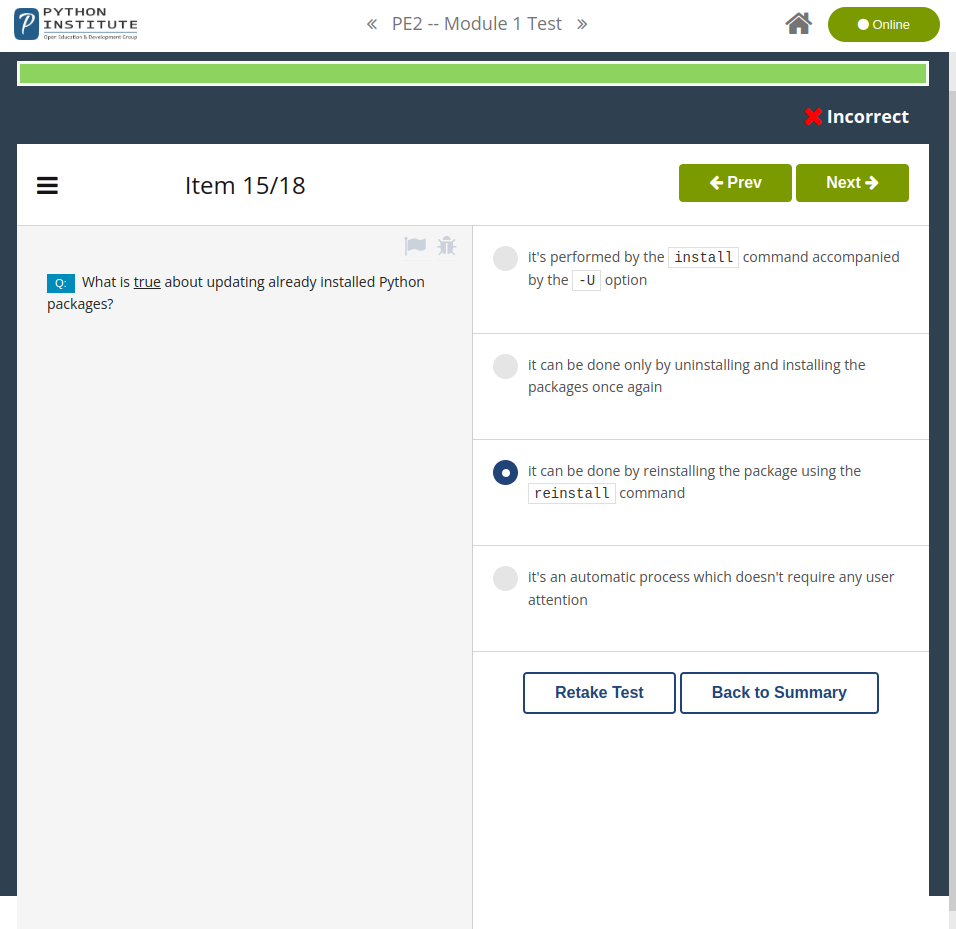 PYTHON
INSTITUTE
Open Education & Development Group
« PE2 -- Module 1 Test »
Online
Incorrect
Item 15/18
Prev
Next
Q: What is true about updating already installed Python
packages?
it's performed by the install command accompanied
by the -U option
it can be done only by uninstalling and installing the
packages once again
it can be done by reinstalling the package using the
reinstall command
it's an automatic process which doesn't require any user
attention
Retake Test
Back to Summary